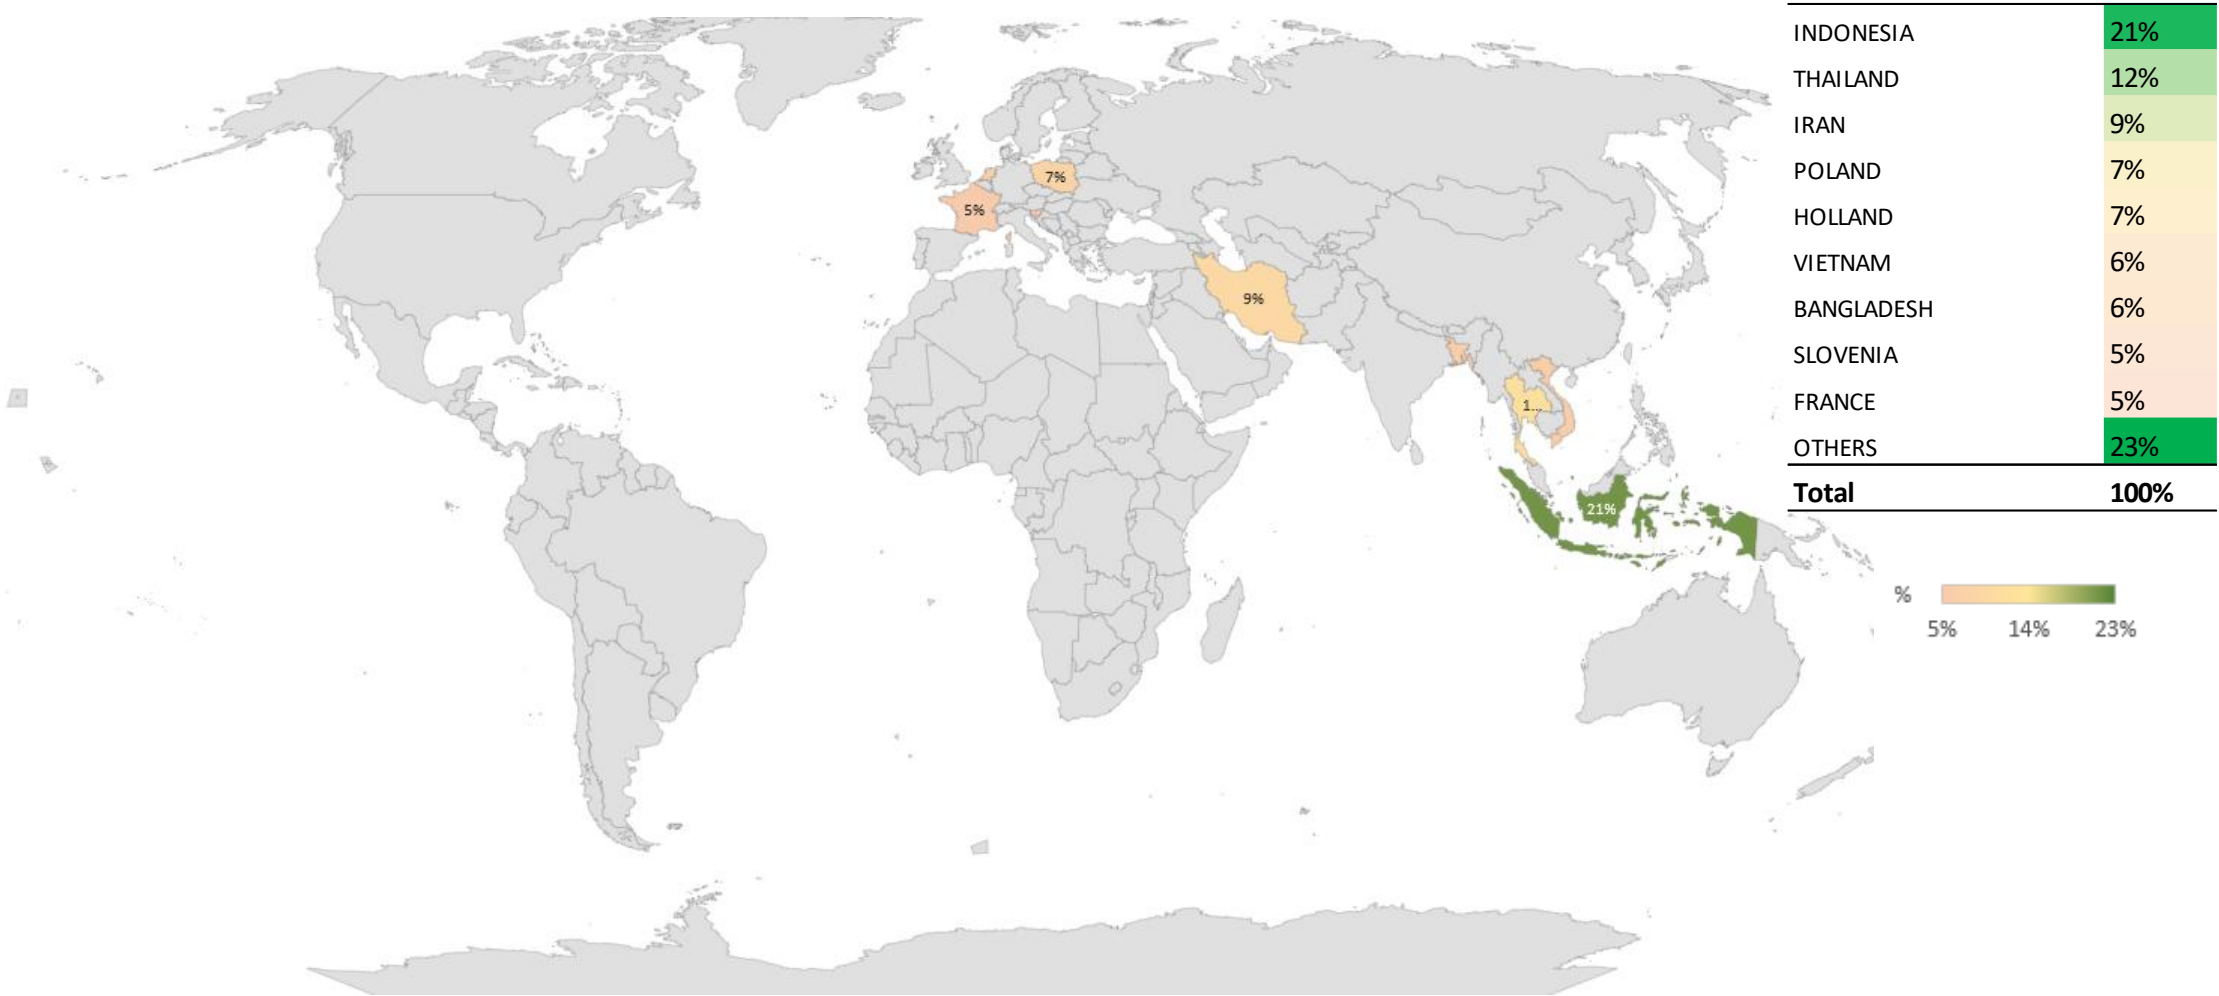 INDONESIA 21%
THAILAND 12%
IRAN 9%
POLAND 7%
HOLLAND 7%
VIETNAM 6%
BANGLADESH 6%
SLOVENIA 5%
FRANCE 5%
OTHERS 23%
Total 100%
7%
5%
9%
1...
21%
%
5% 14% 23%